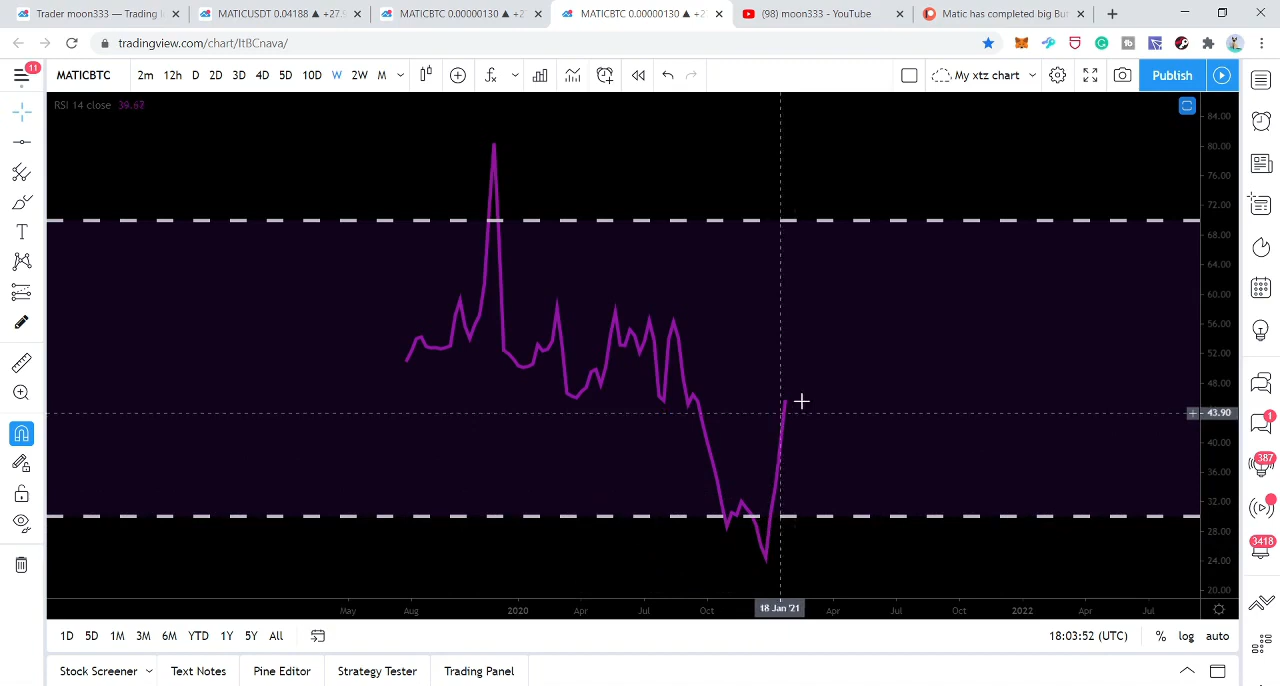 Trader moon333 — Trading I
MATICUSDT 0.04188 ▲ +27.9
MATICBTC 0.00000130 ▲ +2
MATICBTC 0.00000130 ▲ +2
(98) moon333 - YouTube
Matic has completed big But
tradingview.com/chart/ItBCnava/
11
MATICBTC
2m 12h D 2D 3D 4D 5D 10D W 2W M
My xtz chart
Publish
RSI 14 close 39.67
84.00
80.00
76.00
72.00
68.00
64.00
60.00
56.00
52.00
48.00
43.90
40.00
36.00
32.00
28.00
24.00
20.00
1
387
3418
May Aug 2020 Apr Jul Oct 18 Jan '21 Apr Jul Oct 2022 Apr Jul
1D 5D 1M 3M 6M YTD 1Y 5Y All
18:03:52 (UTC) % log auto
Stock Screener Text Notes Pine Editor Strategy Tester Trading Panel